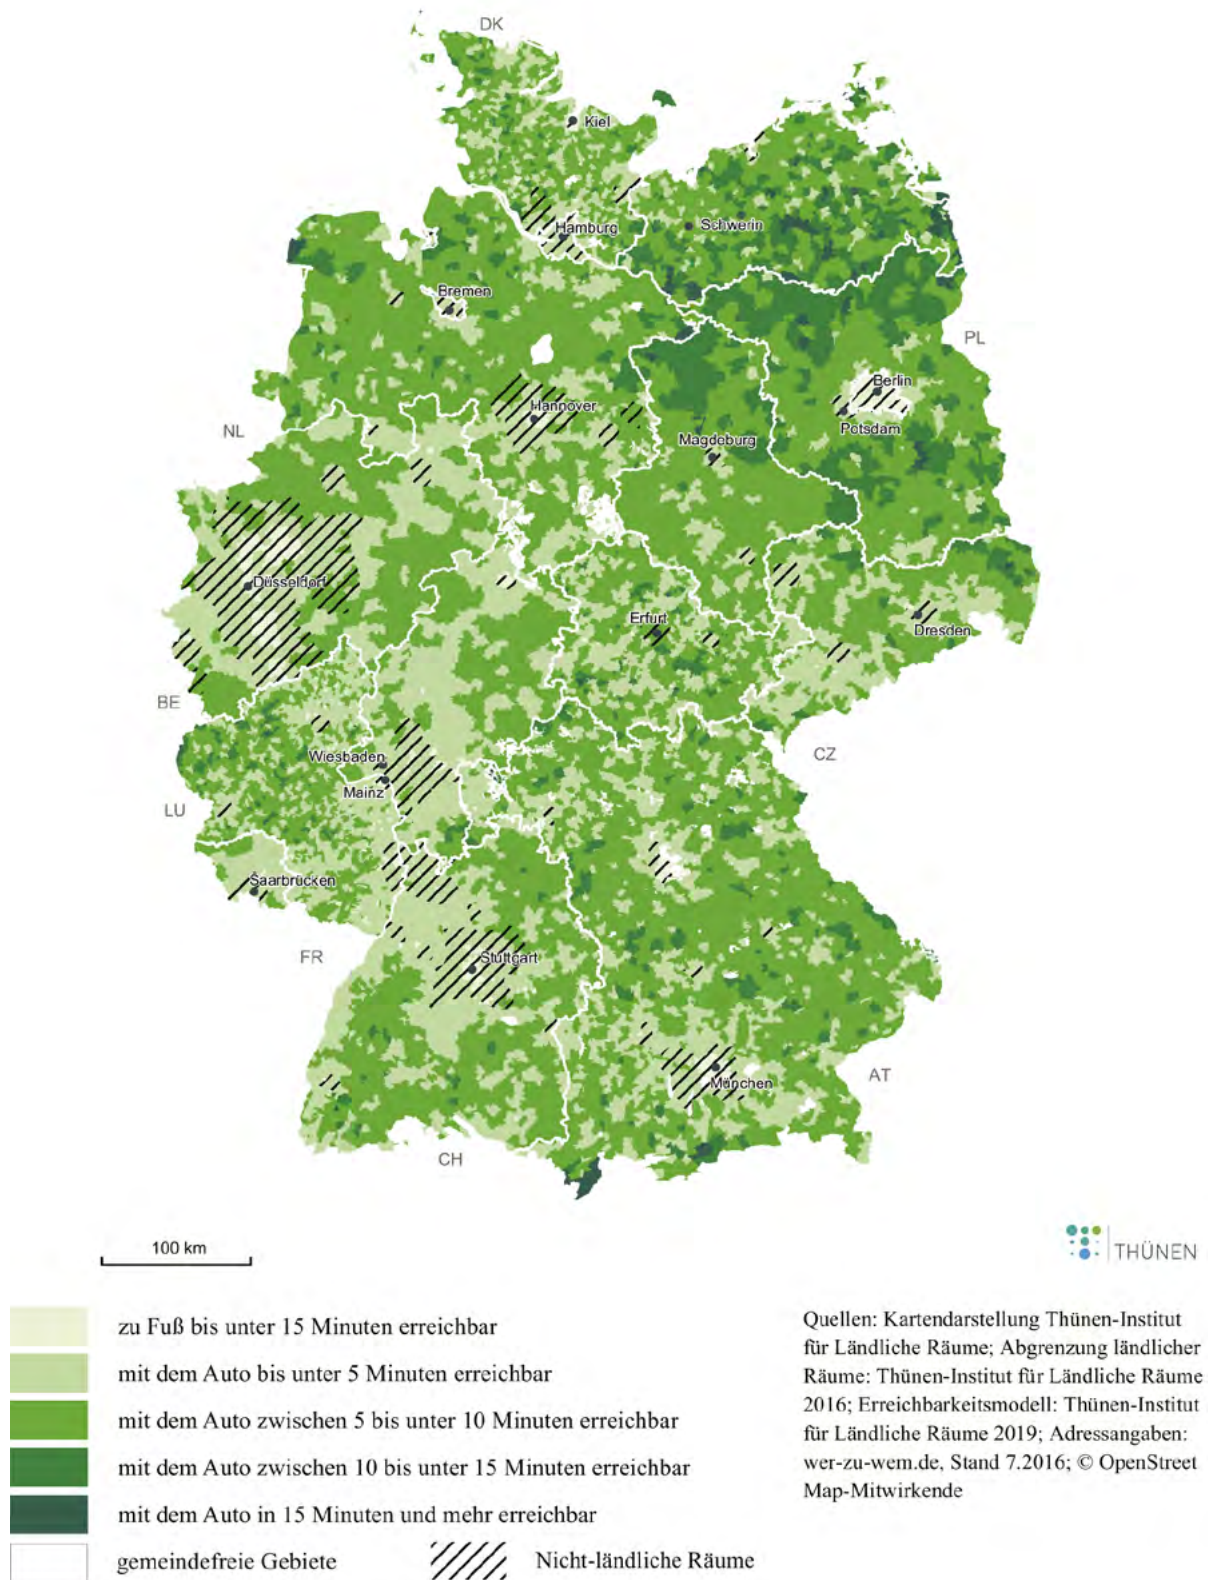 DK
Kiel
Hamburg
Schwerin
Bremen
PL
Berlin
Hannover
Potsdam
NL
Magdeburg
Düsseldorf
Erfurt
Dresden
BE
Wiesbaden
CZ
Mainz
LU
Saarbrücken
FR
Stuttgart
München
AT
CH
100 km
THÜNEN
zu Fuß bis unter 15 Minuten erreichbar
mit dem Auto bis unter 5 Minuten erreichbar
mit dem Auto zwischen 5 bis unter 10 Minuten erreichbar
mit dem Auto zwischen 10 bis unter 15 Minuten erreichbar
mit dem Auto in 15 Minuten und mehr erreichbar
gemeindefreie Gebiete
Nicht-ländliche Räume
Quellen: Kartendarstellung Thünen-Institut
für Ländliche Räume; Abgrenzung ländlicher
Räume: Thünen-Institut für Ländliche Räume
2016; Erreichbarkeitsmodell: Thünen-Institut
für Ländliche Räume 2019; Adressangaben:
wer-zu-wem.de, Stand 7.2016; © OpenStreet
Map-Mitwirkende